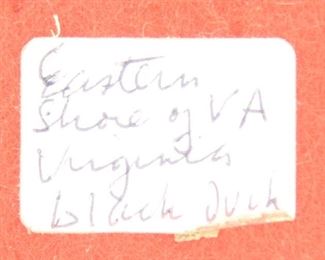 Eastern
Shore of VA
Virginia
black duck